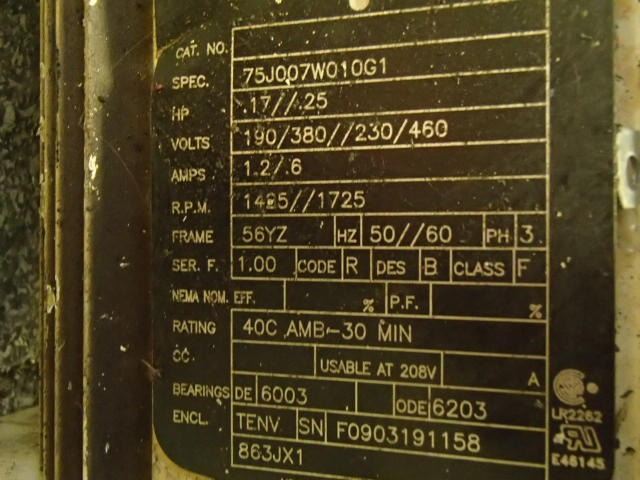 CAT. NO.
SPEC. 75J007W010G1
HP .17//.25
VOLTS 190/380//230/460
AMPS 1.2/.6
R.P.M. 1425//1725
FRAME 56YZ HZ 50//60 PH 3
SER. F. 1.00 CODE R DES B CLASS F
NEMA NOM. EFF. % P.F. %
RATING 40C AMB-30 MIN
CC USABLE AT 208V A
BEARINGS DE 6003 ODE 6203
ENCL. TENV SN F0903191158
863JX1
LR2262
E46145